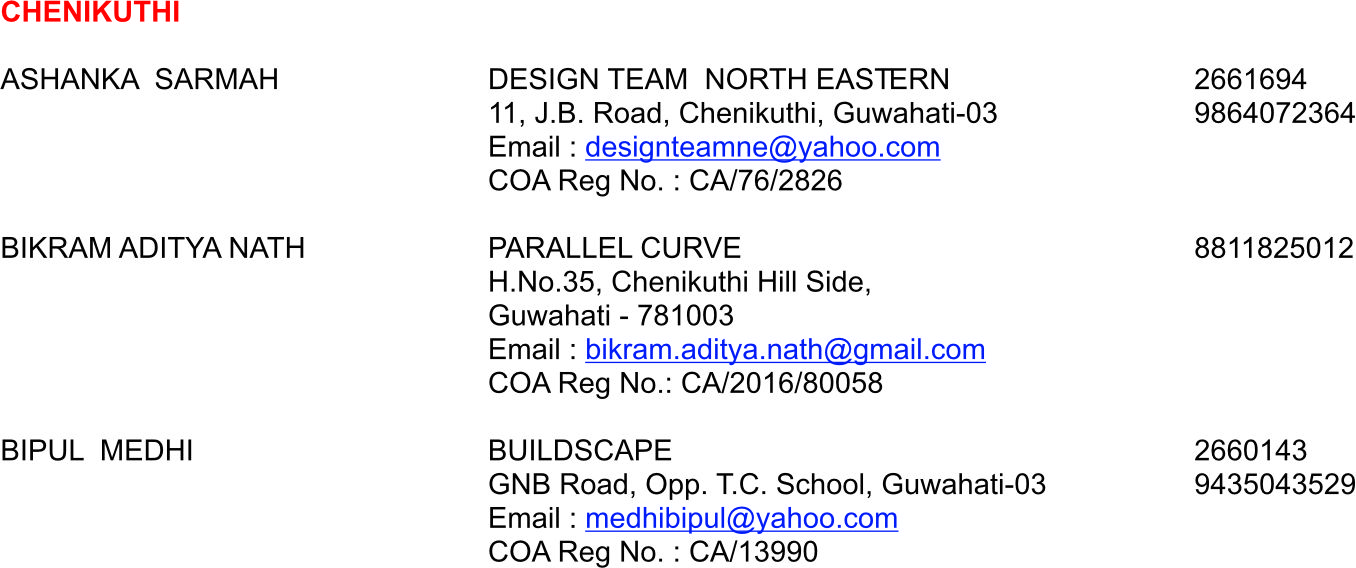 CHENIKUTHI
ASHANKA SARMAH DESIGN TEAM NORTH EASTERN 2661694
11, J.B. Road, Chenikuthi, Guwahati-03 9864072364
Email : designteamne@yahoo.com
COA Reg No. : CA/76/2826
BIKRAM ADITYA NATH PARALLEL CURVE 8811825012
H.No.35, Chenikuthi Hill Side,
Guwahati - 781003
Email : bikram.aditya.nath@gmail.com
COA Reg No.: CA/2016/80058
BIPUL MEDHI BUILDSCAPE 2660143
GNB Road, Opp. T.C. School, Guwahati-03 9435043529
Email : medhibipul@yahoo.com
COA Reg No. : CA/13990